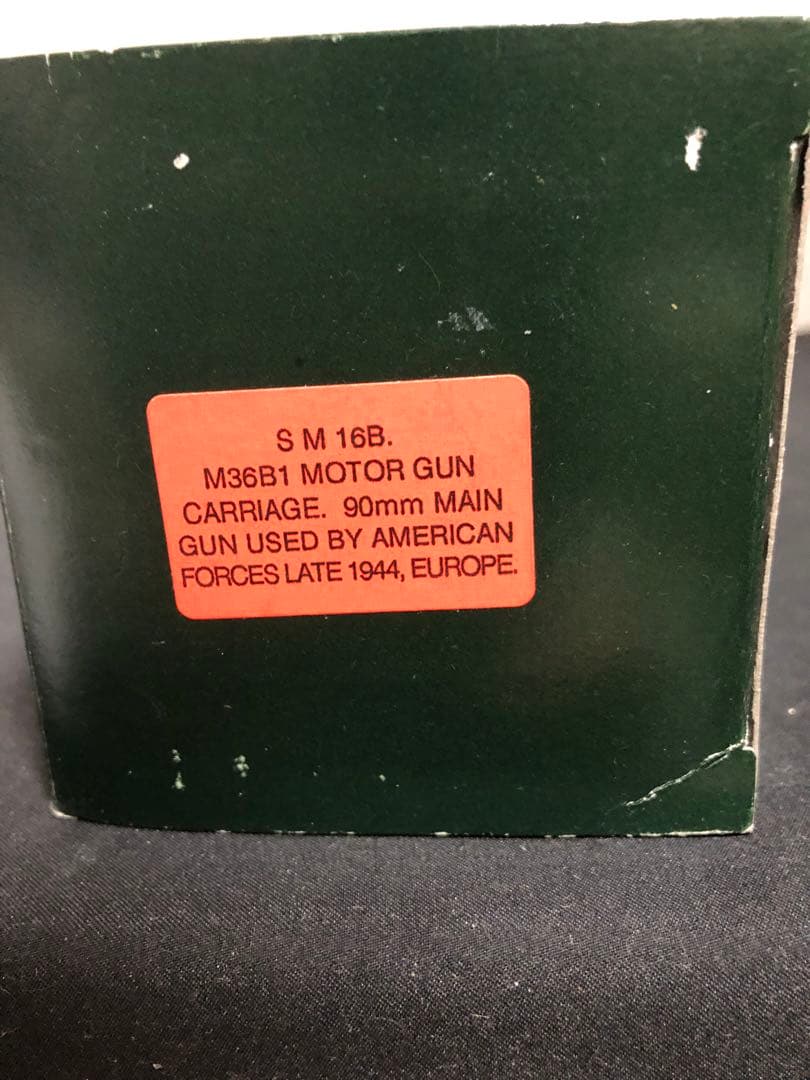 S M 16B.
M36B1 MOTOR GUN
CARRIAGE. 90mm MAIN
GUN USED BY AMERICAN
FORCES LATE 1944, EUROPE.